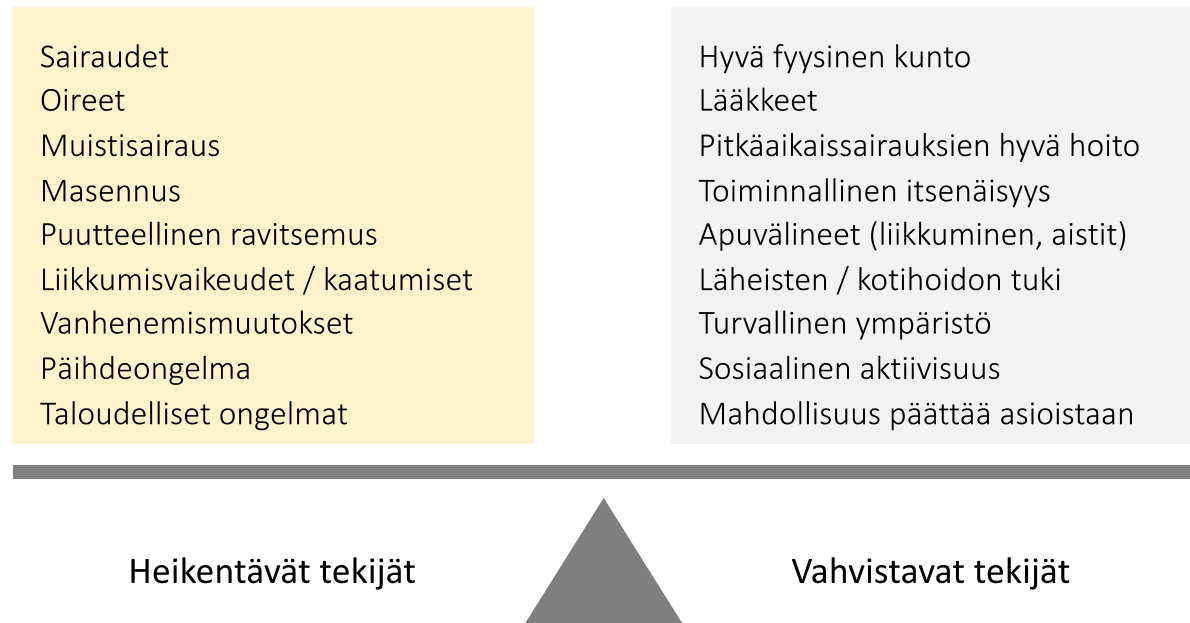 Sairaudet
Oireet
Muistisairaus
Masennus
Puutteellinen ravitsemus
Liikkumisvaikeudet / kaatumiset
Vanhenemismuutokset
Päihdeongelma
Taloudelliset ongelmat
Hyvä fyysinen kunto
Lääkkeet
Pitkäaikaissairauksien hyvä hoito
Toiminnallinen itsenäisyys
Apuvälineet (liikkuminen, aistit)
Läheisten / kotihoidon tuki
Turvallinen ympäristö
Sosiaalinen aktiivisuus
Mahdollisuus päättää asioistaan
Heikentävät tekijät
Vahvistavat tekijät